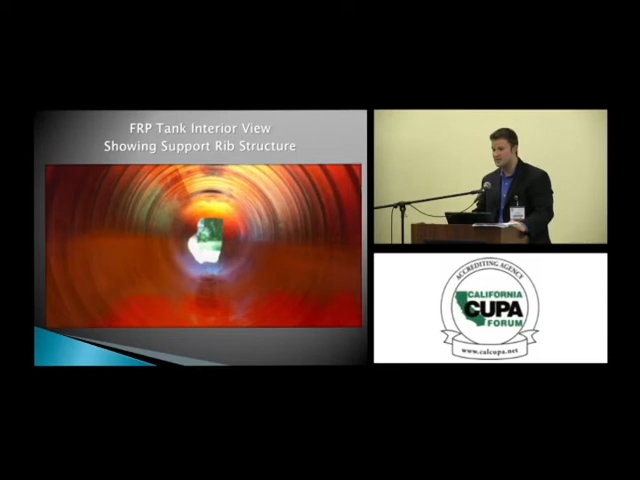 FRP Tank Interior View
Showing Support Rib Structure
ACCREDITING AGENCY
CALIFORNIA
CUPA
FORUM
www.calcupa.net